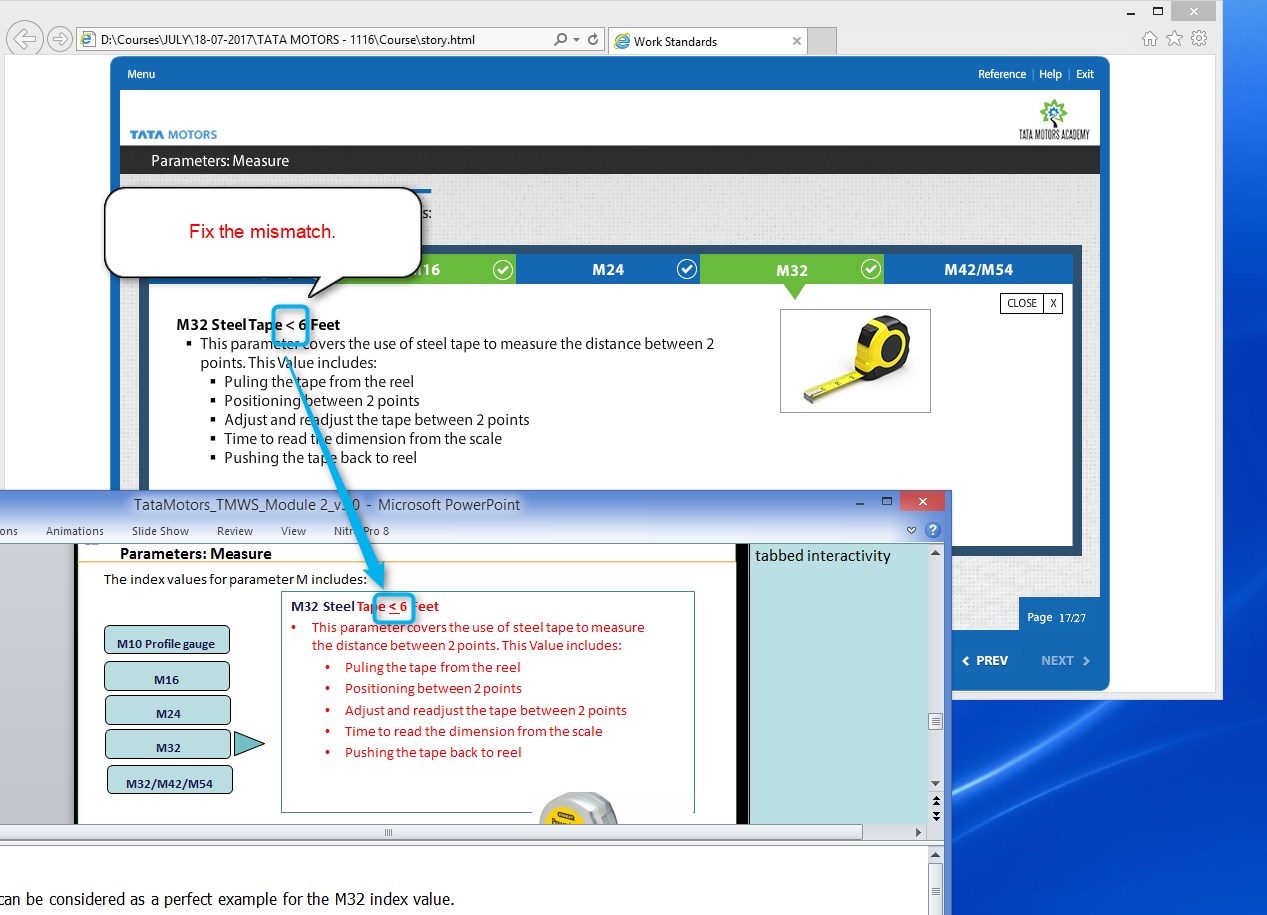 D:\Courses\JULY\18-07-2017\TATA MOTORS - 1116\Course\story.html
Work Standards
Menu
Reference | Help | Exit
TATA MOTORS
TATA MOTORS ACADEMY
Parameters: Measure
Fix the mismatch.
s:
16
M24
M32
M42/M54
CLOSE X
M32 Steel Tape < 6 Feet
▪ This parameter covers the use of steel tape to measure the distance between 2
points. This Value includes:
▪ Puling the tape from the reel
▪ Positioning between 2 points
▪ Adjust and readjust the tape between 2 points
▪ Time to read the dimension from the scale
▪ Pushing the tape back to reel
Page 17/27
PREV
NEXT
TataMotors_TMWS_Module 2_v3.0 - Microsoft PowerPoint
ons
Animations
Slide Show
Review
View
Nitro Pro 8
Parameters: Measure
The index values for parameter M includes:
M10 Profile gauge
M16
M24
M32
M32/M42/M54
M32 Steel Tape ≤ 6 Feet
• This parameter covers the use of steel tape to measure
the distance between 2 points. This Value includes:
• Puling the tape from the reel
• Positioning between 2 points
• Adjust and readjust the tape between 2 points
• Time to read the dimension from the scale
• Pushing the tape back to reel
tabbed interactivity
can be considered as a perfect example for the M32 index value.